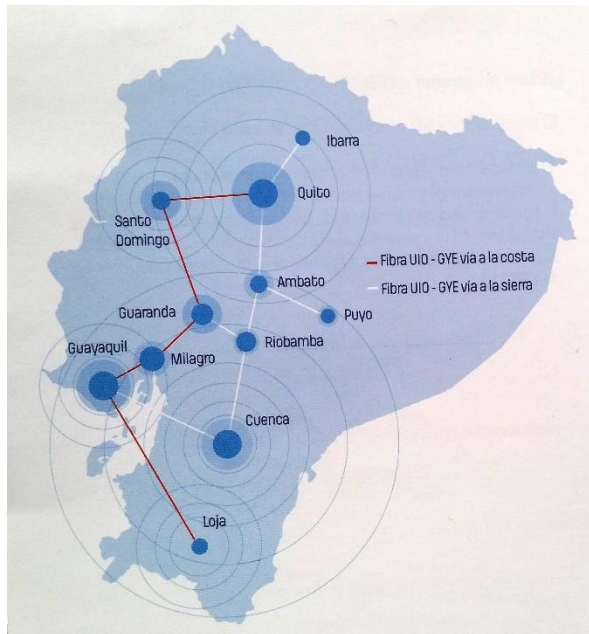 Ibarra
Quito
Santo
Domingo
Fibra UIO - GYE vía a la costa
Ambato
Fibra UIO - GYE vía a la sierra
Guaranda
Puyo
Riobamba
Guayaquil
Milagro
Cuenca
Loja